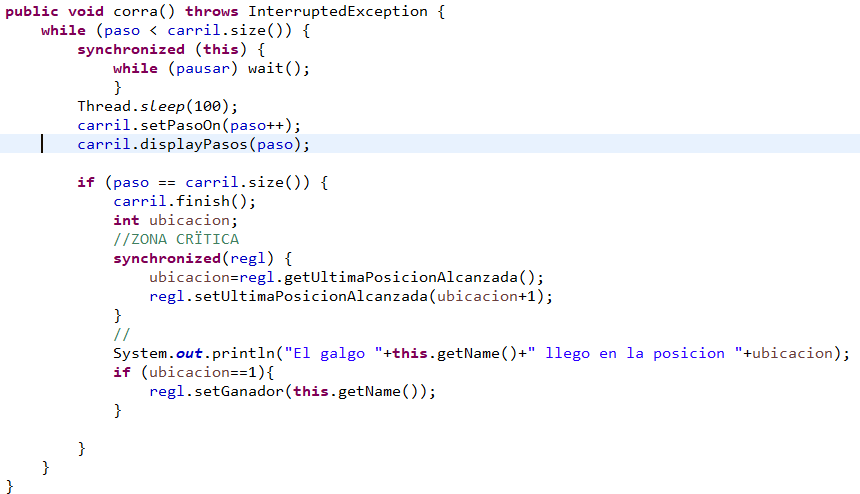 public void corra() throws InterruptedException {
while (paso < carril.size()) {
synchronized (this) {
while (pausar) wait();
}
Thread.sleep(100);
carril.setPasoOn(paso++);
carril.displayPasos(paso);
if (paso == carril.size()) {
carril.finish();
int ubicacion;
//ZONA CRÏTICA
synchronized(regl) {
ubicacion=regl.getUltimaPosicionAlcanzada();
regl.setUltimaPosicionAlcanzada(ubicacion+1);
}
//
System.out.println("El galgo "+this.getName()+" llego en la posicion "+ubicacion);
if (ubicacion==1){
regl.setGanador(this.getName());
}
}
}
}